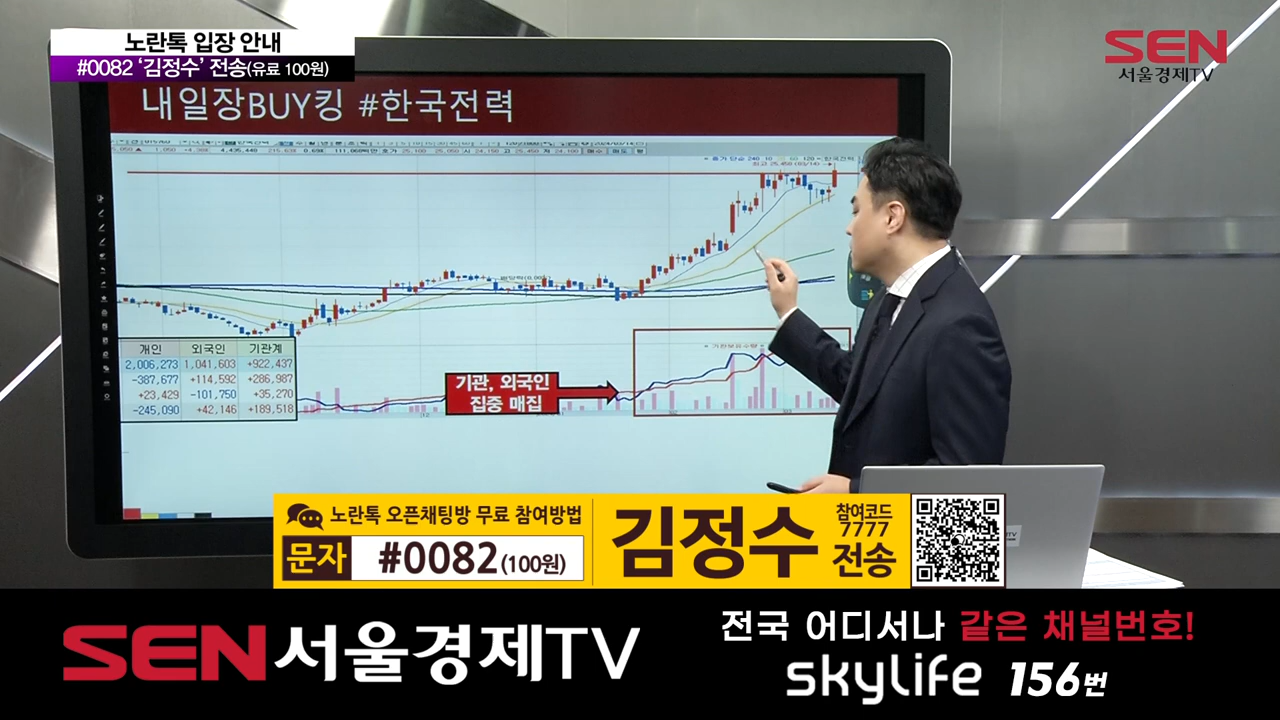 노란톡 입장 안내
#0082 ‘김정수’ 전송(유료 100원)
SEN
서울경제TV
내일장BUY킹 #한국전력
개인 외국인 기관계
2,006,273 1,041,603 +922,437
-387,677 +114,592 +286,987
+23,429 -101,750 +35,270
-245,090 +42,146 +189,518
기관, 외국인
집중 매집
노란톡 오픈채팅방 무료 참여방법
문자 #0082(100원)
김정수
참여코드
7777
전송
SEN서울경제TV
전국 어디서나 같은 채널번호!
skylife 156번